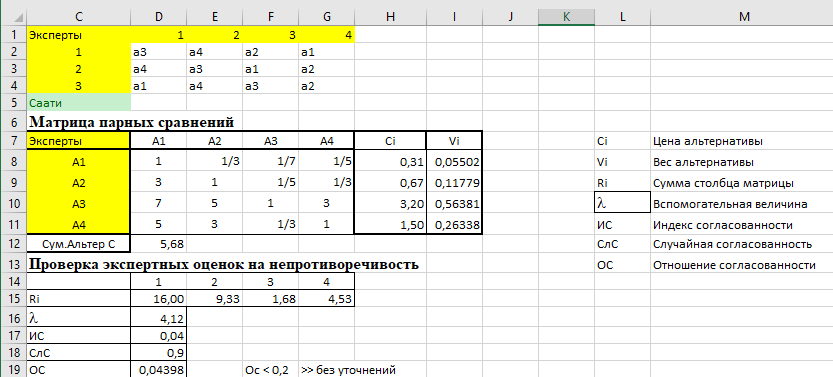 C D E F G H I J K L M
1 Эксперты 1 2 3 4
2 1 a3 a4 a2 a1
3 2 a4 a3 a1 a2
4 3 a1 a4 a3 a2
5 Саати
6 Матрица парных сравнений
7 Эксперты A1 A2 A3 A4 Ci Vi Ci Цена альтернативы
8 A1 1 1/3 1/7 1/5 0,31 0,05502 Vi Вес альтернативы
9 A2 3 1 1/5 1/3 0,67 0,11779 Ri Сумма столбца матрицы
10 A3 7 5 1 3 3,20 0,56381 λ Вспомогательная величина
11 A4 5 3 1/3 1 1,50 0,26338 ИС Индекс согласованности
12 Сум.Альтер С 5,68 СлС Случайная согласованность
13 Проверка экспертных оценок на непротиворечивость ОС Отношение согласованности
14 1 2 3 4
15 Ri 16,00 9,33 1,68 4,53
16 λ 4,12
17 ИС 0,04
18 СлС 0,9
19 ОС 0,04398 Ос < 0,2 >> без уточнений